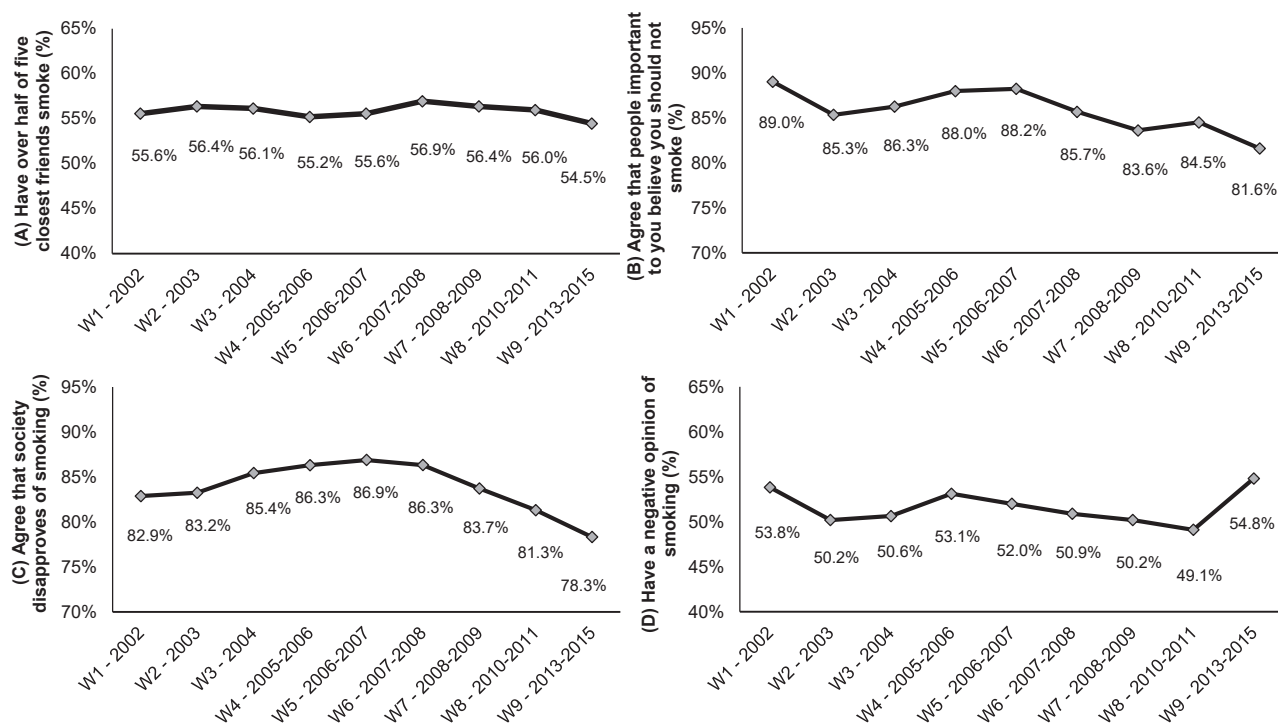 (A) Have over half of five
closest friends smoke (%)
65%
60%
55%
50%
45%
40%
55.6%
56.4%
56.1%
55.2%
55.6%
56.9%
56.4%
56.0%
54.5%
W1 - 2002
W2 - 2003
W3 - 2004
W4 - 2005-2006
W5 - 2006-2007
W6 - 2007-2008
W7 - 2008-2009
W8 - 2010-2011
W9 - 2013-2015
(B) Agree that people important
to you believe you should not
smoke (%)
95%
90%
85%
80%
75%
70%
89.0%
85.3%
86.3%
88.0%
88.2%
85.7%
83.6%
84.5%
81.6%
W1 - 2002
W2 - 2003
W3 - 2004
W4 - 2005-2006
W5 - 2006-2007
W6 - 2007-2008
W7 - 2008-2009
W8 - 2010-2011
W9 - 2013-2015
(C) Agree that society
disapproves of smoking (%)
95%
90%
85%
80%
75%
70%
82.9%
83.2%
85.4%
86.3%
86.9%
86.3%
83.7%
81.3%
78.3%
W1 - 2002
W2 - 2003
W3 - 2004
W4 - 2005-2006
W5 - 2006-2007
W6 - 2007-2008
W7 - 2008-2009
W8 - 2010-2011
W9 - 2013-2015
(D) Have a negative opinion of
smoking (%)
65%
60%
55%
50%
45%
40%
53.8%
50.2%
50.6%
53.1%
52.0%
50.9%
50.2%
49.1%
54.8%
W1 - 2002
W2 - 2003
W3 - 2004
W4 - 2005-2006
W5 - 2006-2007
W6 - 2007-2008
W7 - 2008-2009
W8 - 2010-2011
W9 - 2013-2015